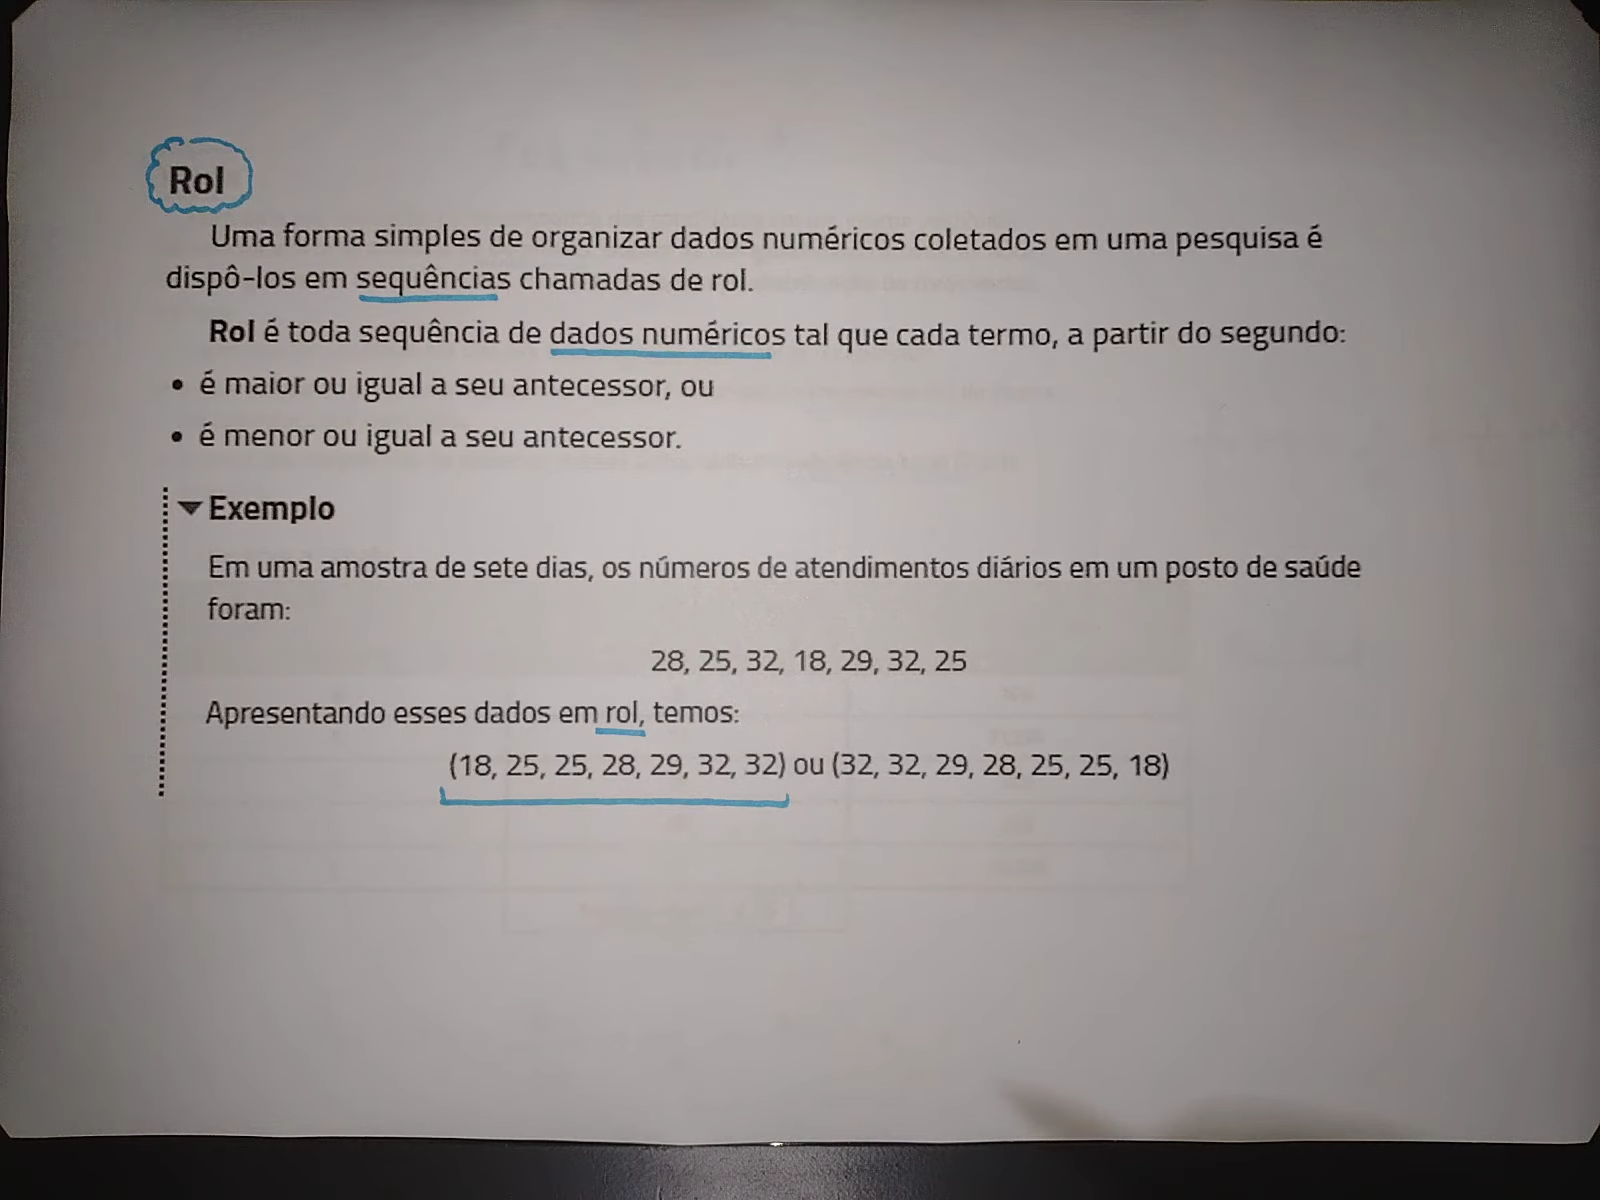 Rol
Uma forma simples de organizar dados numéricos coletados em uma pesquisa é
dispô-los em sequências chamadas de rol.
Rol é toda sequência de dados numéricos tal que cada termo, a partir do segundo:
• é maior ou igual a seu antecessor, ou
• é menor ou igual a seu antecessor.
Exemplo
Em uma amostra de sete dias, os números de atendimentos diários em um posto de saúde
foram:
28, 25, 32, 18, 29, 32, 25
Apresentando esses dados em rol, temos:
(18, 25, 25, 28, 29, 32, 32) ou (32, 32, 29, 28, 25, 25, 18)